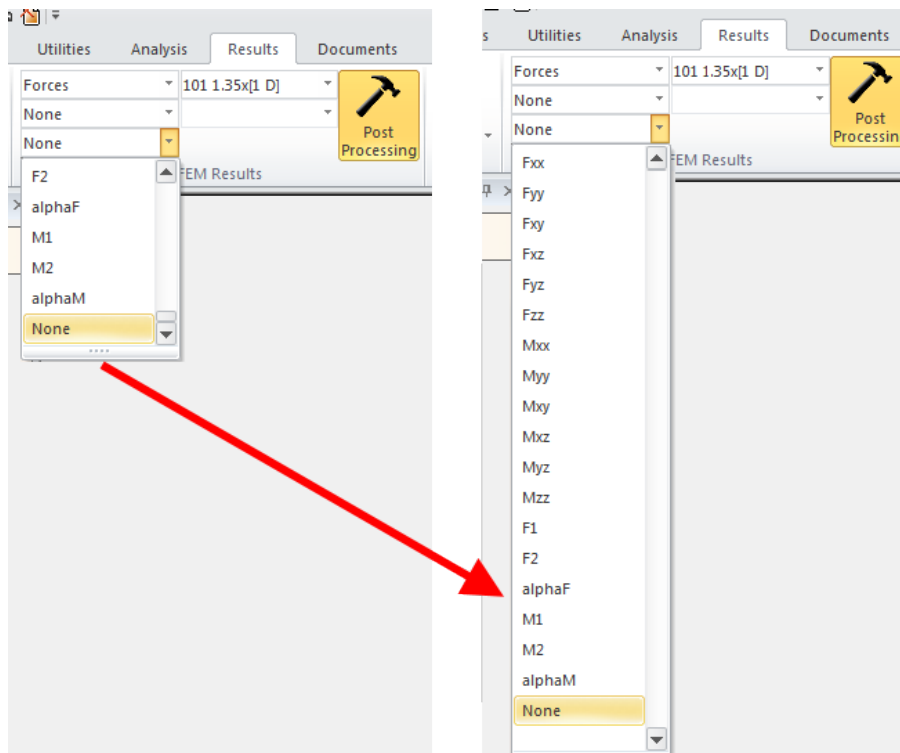 Utilities Analysis Results Documents
Forces 101 1.35x[1 D]
None
None
Post
Processing
FEM Results
F2
alphaF
M1
M2
alphaM
None
s Utilities Analysis Results Documents
Forces 101 1.35x[1 D]
None
None
Post
Processing
FEM Results
Fxx
Fyy
Fxy
Fxz
Fyz
Fzz
Mxx
Myy
Mxy
Mxz
Myz
Mzz
F1
F2
alphaF
M1
M2
alphaM
None